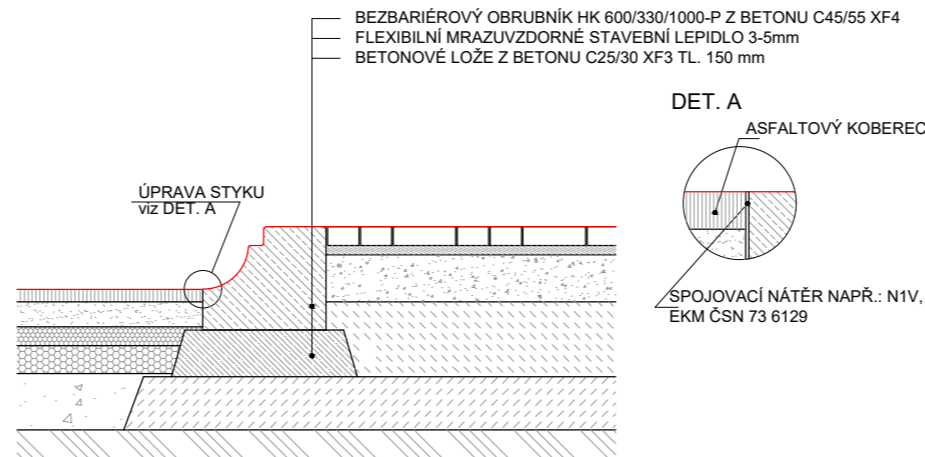 BEZBARIÉROVÝ OBRUBNÍK HK 600/330/1000-P Z BETONU C45/55 XF4
FLEXIBILNÍ MRAZUVZDORNÉ STAVEBNÍ LEPIDLO 3-5mm
BETONOVÉ LOŽE Z BETONU C25/30 XF3 TL. 150 mm
DET. A
ASFALTOVÝ KOBEREC
ÚPRAVA STYKU
viz DET. A
SPOJOVACÍ NÁTĚR NAPŘ.: N1V,
EKM ČSN 73 6129